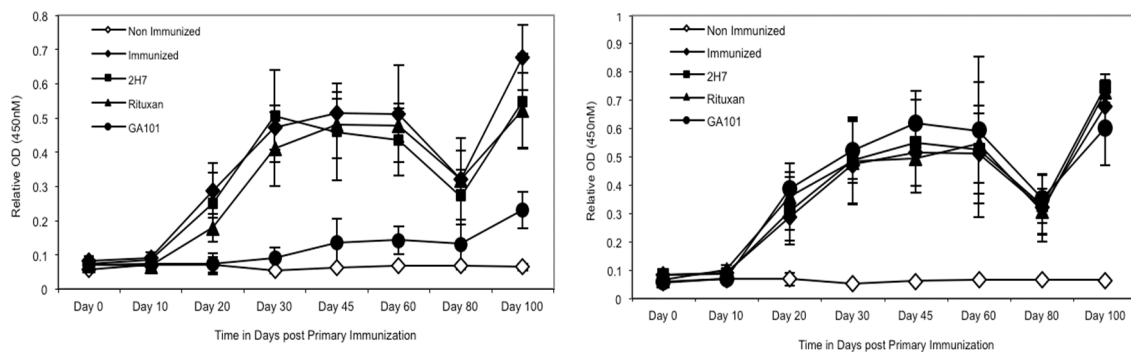 0.8
0.7
0.6
0.5
0.4
0.3
0.2
0.1
0
Relative OD (450nM)
Non Immunized
Immunized
2H7
Rituxan
GA101
Day 0 Day 10 Day 20 Day 30 Day 45 Day 60 Day 80 Day 100
Time in Days post Primary Immunization
1
0.9
0.8
0.7
0.6
0.5
0.4
0.3
0.2
0.1
0
Relative OD (450nM)
Non Immunized
Immunized
2H7
Rituxan
GA101
Day 0 Day 10 Day 20 Day 30 Day 45 Day 60 Day 80 Day 100
Time in Days post Primary Immunization